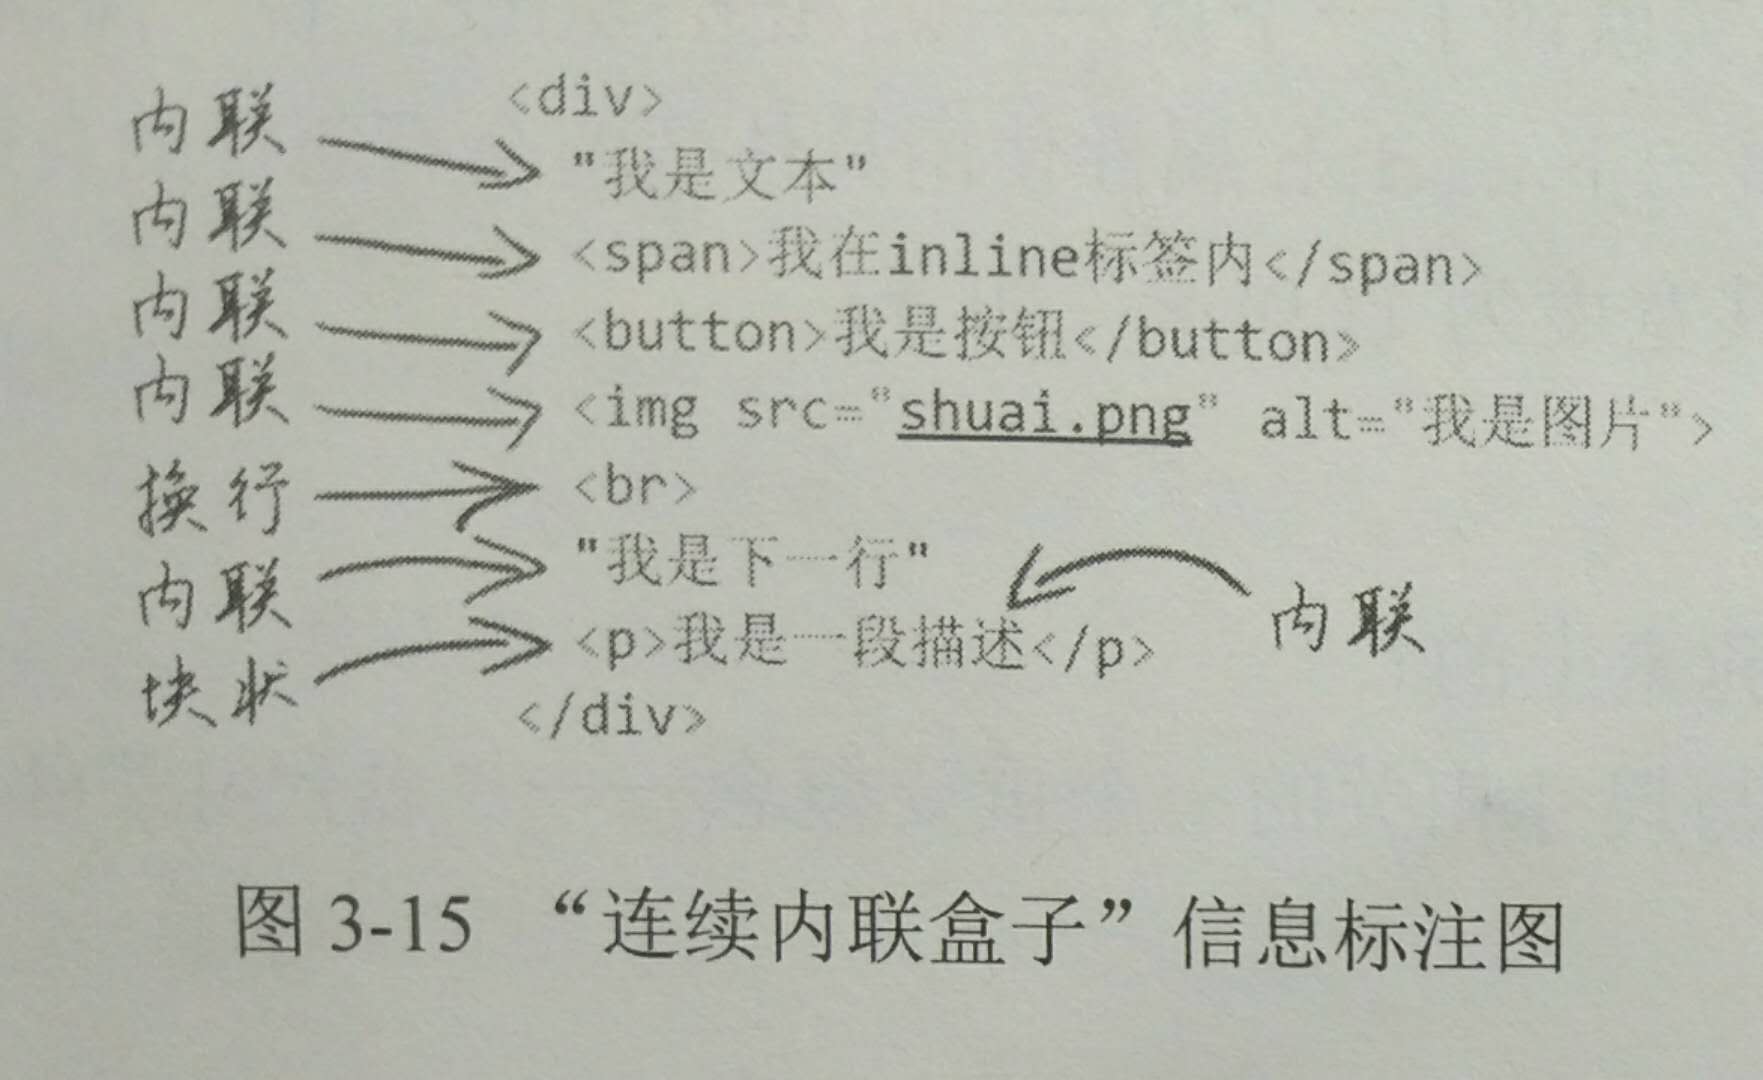 <div>
内联 "我是文本"
内联 <span>我在inline标签内</span>
内联 <button>我是按钮</button>
内联 <img src="shuai.png" alt="我是图片">
换行 <br>
内联 "我是下一行"
块状 <p>我是一段描述</p> 内联
</div>
图 3-15 “连续内联盒子”信息标注图